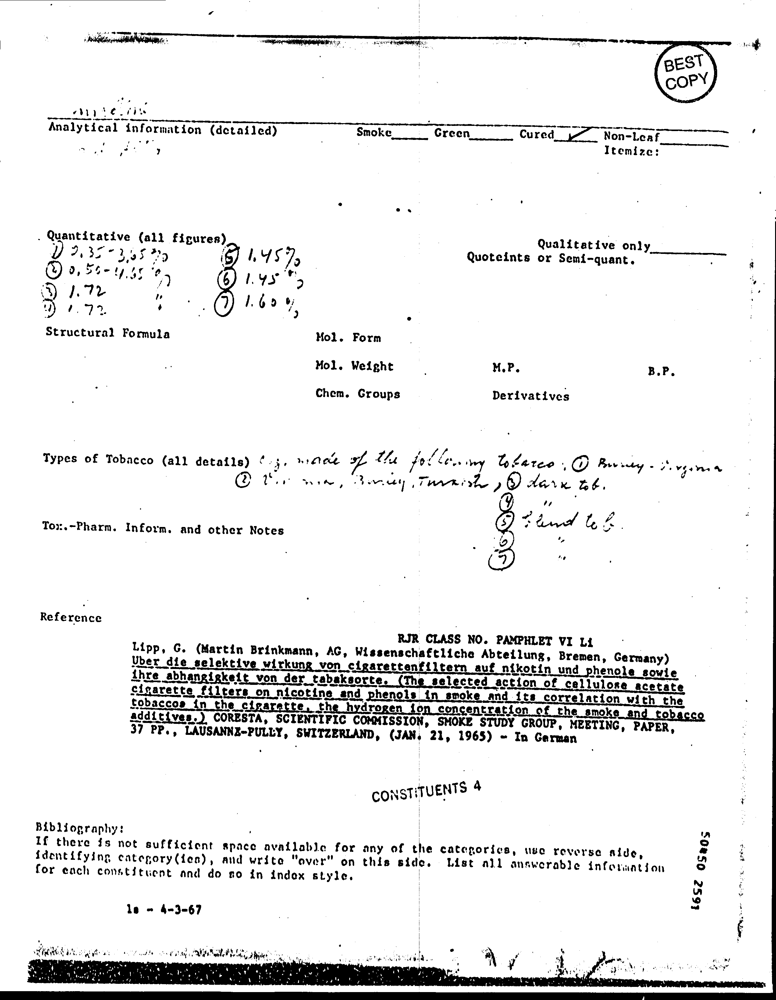 BEST
COPY
Analytical information (detailed) Smoke Green Cured ✓ Non-Leaf
Itemize:
Quantitative (all figures)
Qualitative only
Quoteints or Semi-quant.
① 0,35-3,65 %
② 0,50-4.55 %
③ 1.72 "
④ 1.72 "
⑤ 1.45%
⑥ 1.45 %
⑦ 1.60 %
Structural Formula Mol. Form
Mol. Weight M.P. B.P.
Chem. Groups Derivatives
Types of Tobacco (all details) cig. made of the following tobacco: ① Burley - Virginia
② Burley, Turkish, ③ dark tob.
④ "
Tox.-Pharm. Inform. and other Notes
⑤ Blend tob.
⑥ "
⑦ "
Reference
RJR CLASS NO. PAMPHLET VI Li
Lipp, G. (Martin Brinkmann, AG, Wissenschaftliche Abteilung, Bremen, Germany)
Uber die selektive wirkung von cigarettenfiltern auf nikotin und phenole sowie
ihre abhangigkeit von der tabaksorte. (The selected action of cellulose acetate
cigarette filters on nicotine and phenols in smoke and its correlation with the
tobaccos in the cigarette, the hydrogen ion concentration of the smoke and tobacco
additives.) CORESTA, SCIENTIFIC COMMISSION, SMOKE STUDY GROUP, MEETING, PAPER,
37 PP., LAUSANNE-PULLY, SWITZERLAND, (JAN. 21, 1965) - In German
CONSTITUENTS 4
Bibliography:
If there is not sufficient space available for any of the categories, use reverse side,
identifying category(ies), and write "over" on this side. List all answerable information
for each constituent and do so in index style.
50850 2591
ls - 4-3-67